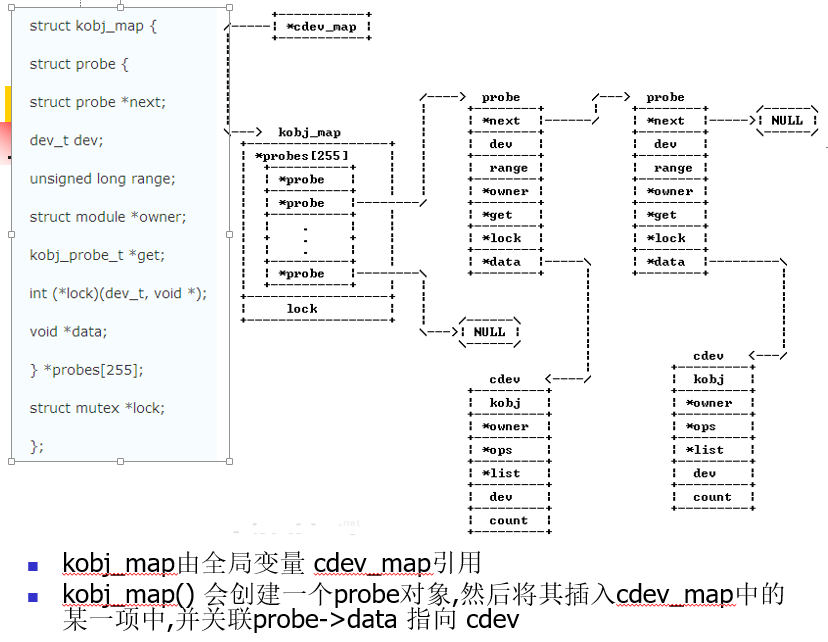 struct kobj_map {
struct probe {
struct probe *next;
dev_t dev;
unsigned long range;
struct module *owner;
kobj_probe_t *get;
int (*lock)(dev_t, void *);
void *data;
} *probes[255];
struct mutex *lock;
};
*cdev_map
kobj_map
*probes[255]
*probe
*probe
.
.
.
*probe
lock
probe
*next
dev
range
*owner
*get
*lock
*data
probe
*next
dev
range
*owner
*get
*lock
*data
NULL
NULL
cdev
kobj
*owner
*ops
*list
dev
count
cdev
kobj
*owner
*ops
*list
dev
count
kobj_map由全局变量 cdev_map引用
kobj_map() 会创建一个probe对象,然后将其插入cdev_map中的
某一项中,并关联probe->data 指向 cdev